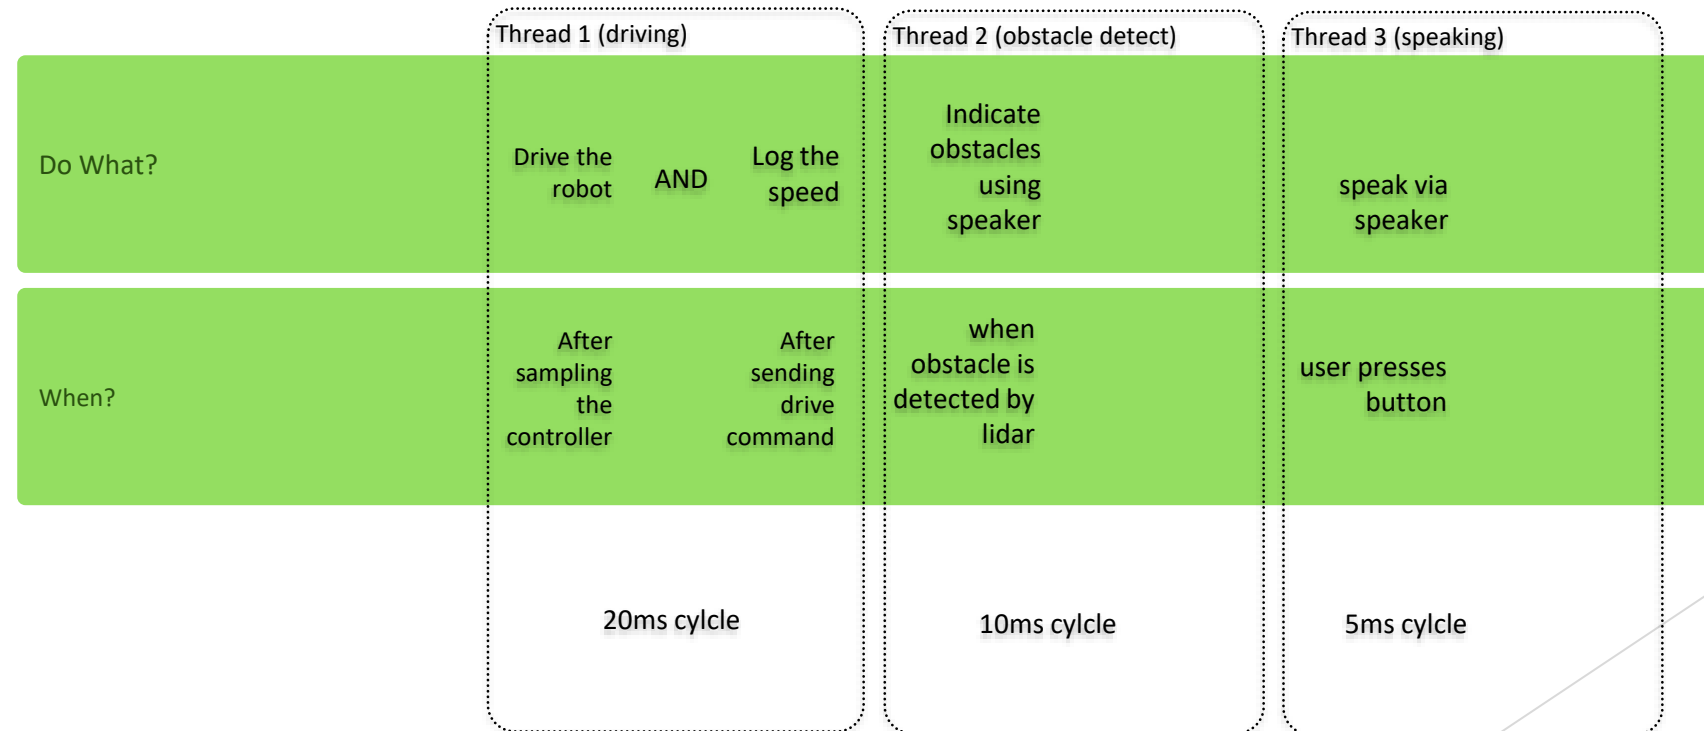 Thread 1 (driving)
Thread 2 (obstacle detect)
Thread 3 (speaking)
Do What?
Drive the
robot
AND
Log the
speed
Indicate
obstacles
using
speaker
speak via
speaker
When?
After
sampling
the
controller
After
sending
drive
command
when
obstacle is
detected by
lidar
user presses
button
20ms cylcle
10ms cylcle
5ms cylcle